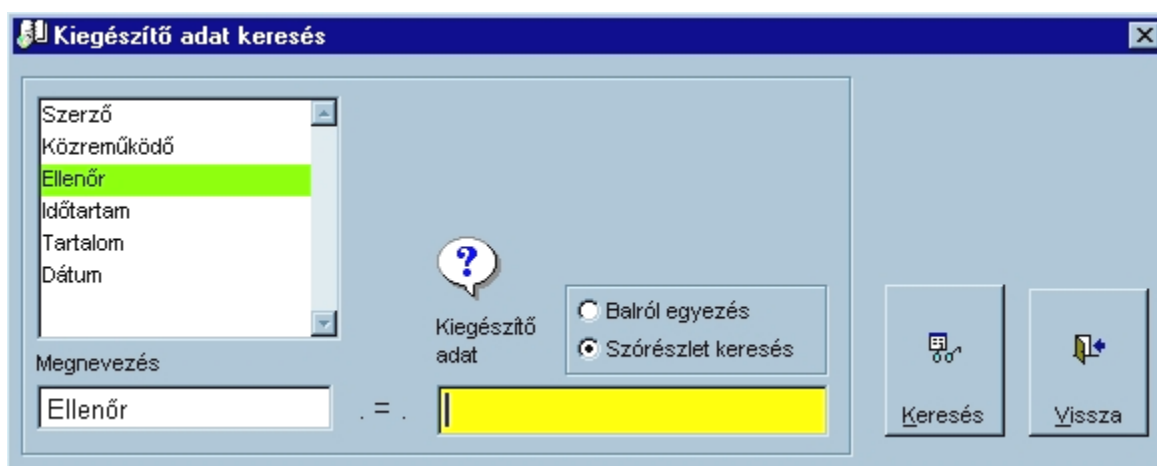 Kiegészítő adat keresés
Szerző
Közreműködő
Ellenőr
Időtartam
Tartalom
Dátum
?
Kiegészítő
adat
Balról egyezés
Szórészlet keresés
Megnevezés
Ellenőr
. = .
Keresés
Vissza